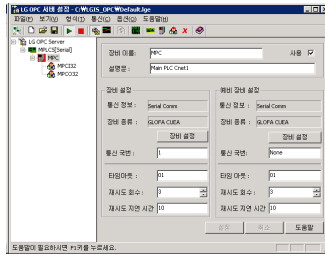 LG OPC 서버 설정 - C:\LGIS_OPC\Default.lge
파일(F) 보기(V) 형식(T) 통신(C) 옵션(O) 도움말(H)
LG OPC Server
MPLCS[Serial]
MPC
MPCI32
MPCO32
장비 이름: MPC 사용
설명문: Main PLC Cnet1
장비 설정
통신 정보: Serial Comm
장비 종류: GLOFA CUEA
장비 설정
통신 국번: 1
타임아웃: 01
재시도 회수: 3
재시도 지연 시간 10
예비 장비 설정
통신 정보: Serial Comm
장비 종류: GLOFA CUEA
장비 설정
통신 국번: None
타임아웃: 01
재시도 회수: 3
재시도 지연 시간 10
설정 취소 도움말
도움말이 필요하시면 F1키를 누르세요.